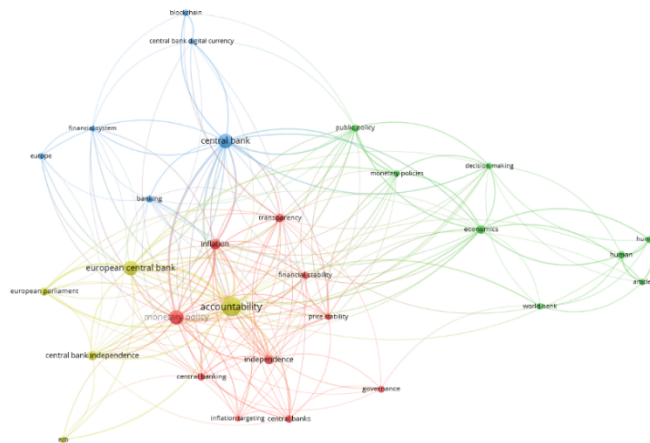 blockchain
central bank digital currency
financial system
public policy
central bank
europe
decision making
monetary policies
banking
transparency
economics
inflation
human
european central bank
financial stability
european parliament
accountability
world bank
monetary policy
price stability
central bank independence
independence
central banking
governance
inflation targeting
central banks